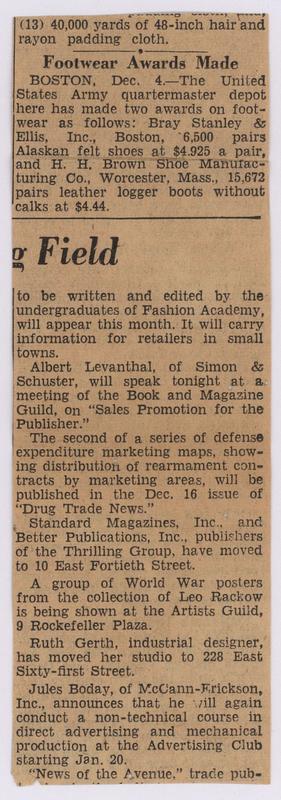 (13) 40,000 yards of 48-inch hair and
rayon padding cloth.
Footwear Awards Made
BOSTON, Dec. 4.—The United
States Army quartermaster depot
here has made two awards on foot-
wear as follows: Bray Stanley &
Ellis, Inc., Boston, 6,500 pairs
Alaskan felt shoes at $4.925 a pair,
and H. H. Brown Shoe Manufac-
turing Co., Worcester, Mass., 15,672
pairs leather logger boots without
calks at $4.44.
g Field
to be written and edited by the
undergraduates of Fashion Academy,
will appear this month. It will carry
information for retailers in small
towns.
Albert Levanthal, of Simon &
Schuster, will speak tonight at a
meeting of the Book and Magazine
Guild, on "Sales Promotion for the
Publisher."
The second of a series of defense
expenditure marketing maps, show-
ing distribution of rearmament con-
tracts by marketing areas, will be
published in the Dec. 16 issue of
"Drug Trade News."
Standard Magazines, Inc., and
Better Publications, Inc., publishers
of the Thrilling Group, have moved
to 10 East Fortieth Street.
A group of World War posters
from the collection of Leo Rackow
is being shown at the Artists Guild,
9 Rockefeller Plaza.
Ruth Gerth, industrial designer,
has moved her studio to 228 East
Sixty-first Street.
Jules Boday, of McCann-Erickson,
Inc., announces that he will again
conduct a non-technical course in
direct advertising and mechanical
production at the Advertising Club
starting Jan. 20.
"News of the Avenue," trade pub-